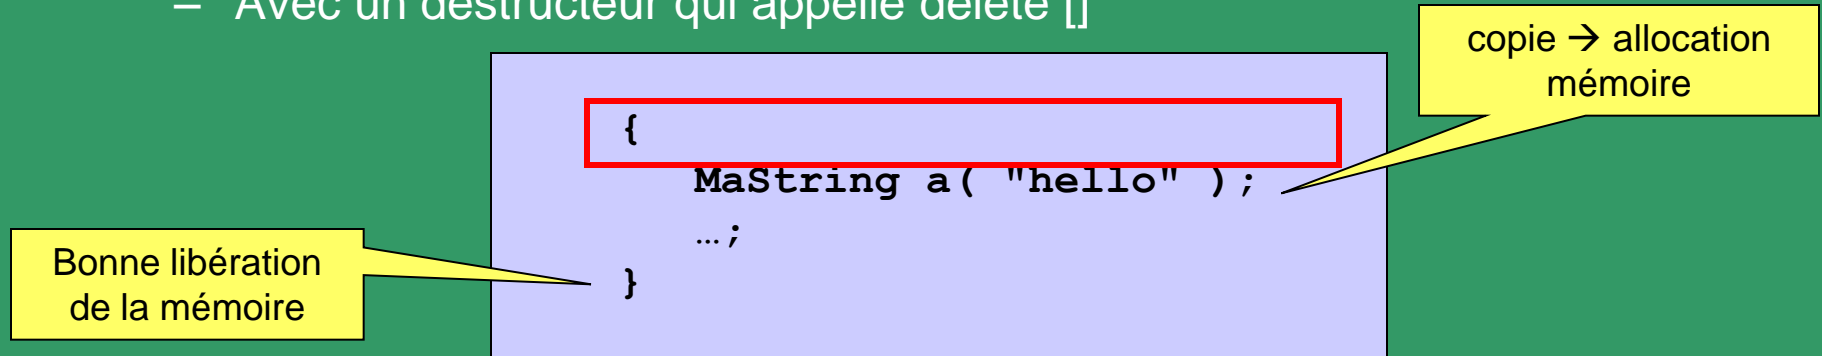 – Avec un destructeur qui appelle delete []
copie → allocation
mémoire
{
MaString a( "hello" );
…;
}
Bonne libération
de la mémoire